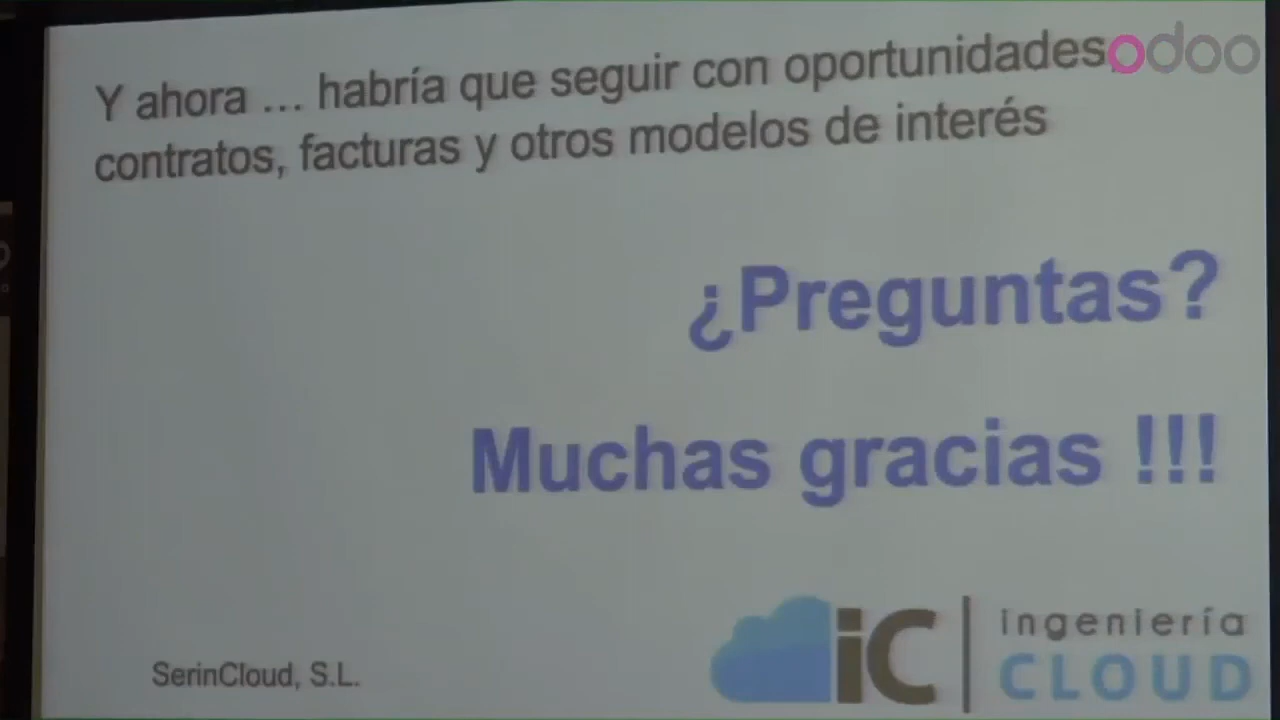 odoo
Y ahora ... habría que seguir con oportunidades,
contratos, facturas y otros modelos de interés
¿Preguntas?
Muchas gracias !!!
SerinCloud, S.L.
iC
ingeniería
CLOUD